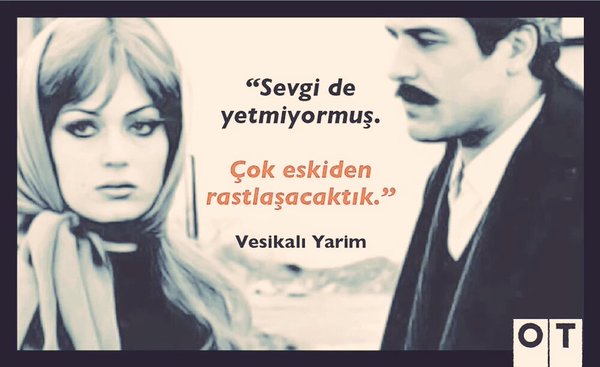 “Sevgi de
yetmiyormuş.
Çok eskiden
rastlaşacaktık.”
Vesikalı Yarim
OT